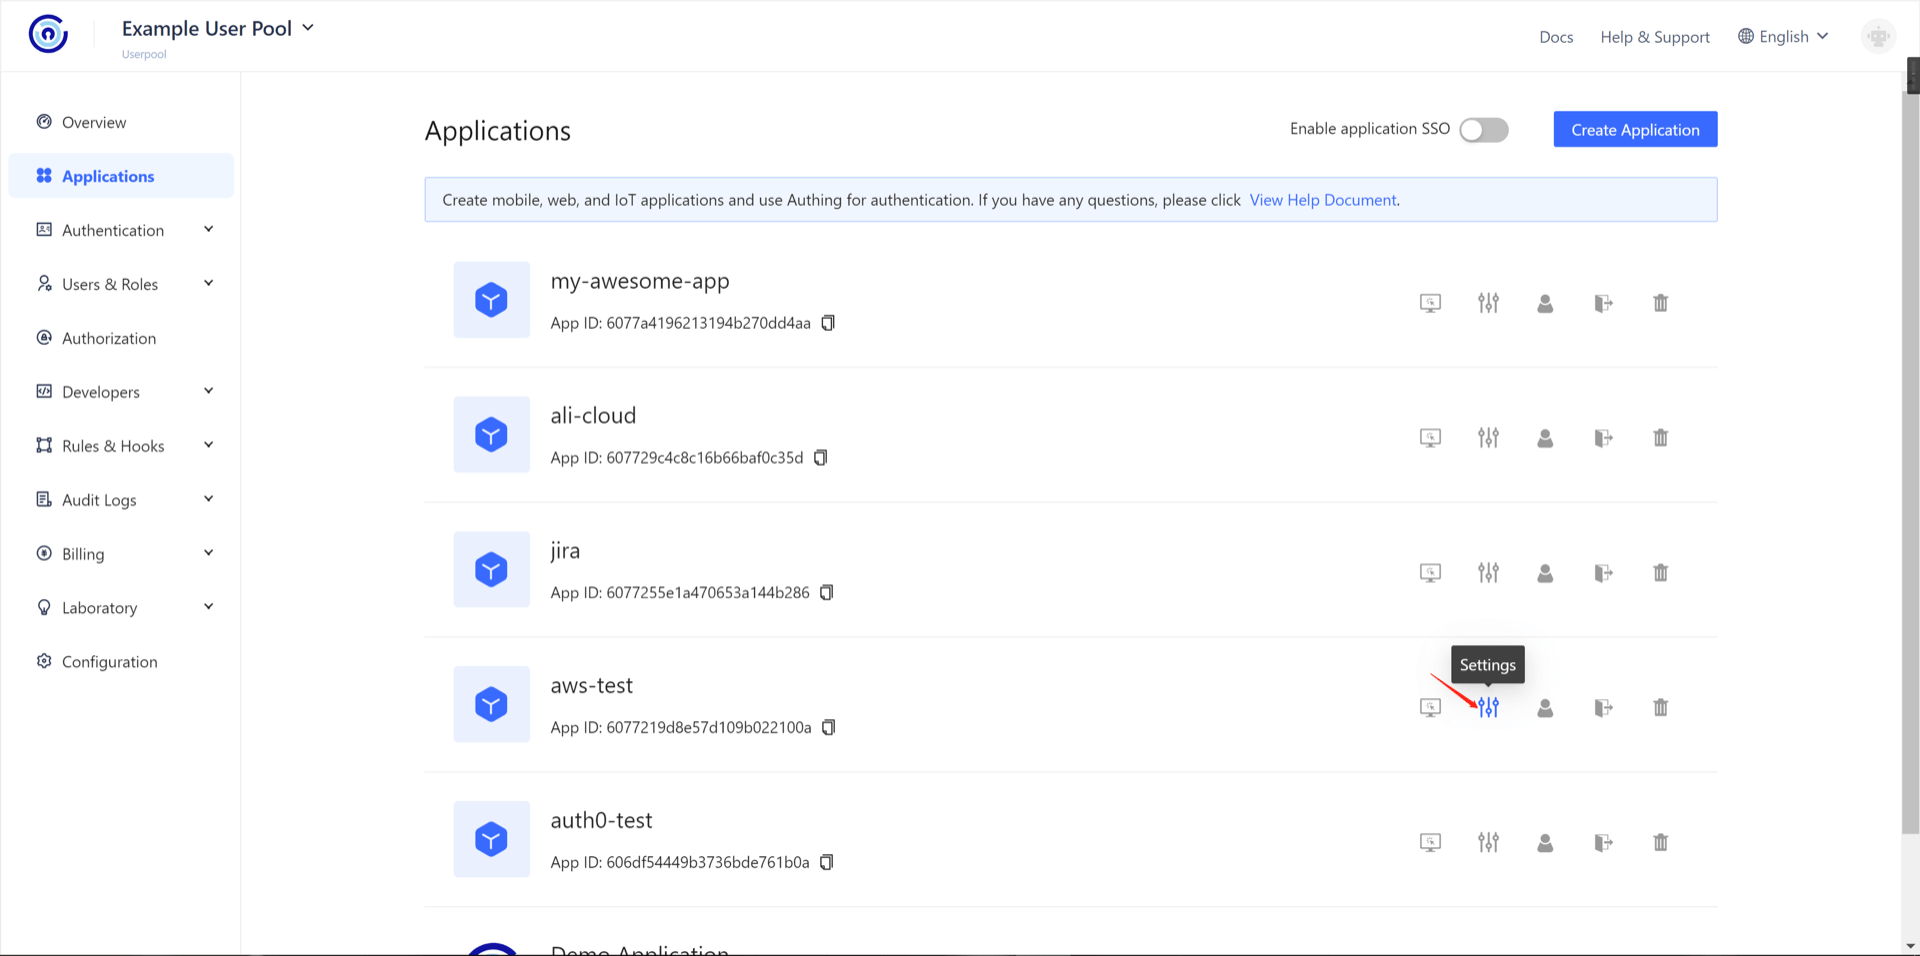 Example User Pool
Userpool
Docs
Help & Support
English
Overview
Applications
Authentication
Users & Roles
Authorization
Developers
Rules & Hooks
Audit Logs
Billing
Laboratory
Configuration
Applications
Enable application SSO
Create Application
Create mobile, web, and IoT applications and use Authing for authentication. If you have any questions, please click View Help Document.
my-awesome-app
App ID: 6077a4196213194b270dd4aa
ali-cloud
App ID: 607729c4c8c16b66baf0c35d
jira
App ID: 6077255e1a470653a144b286
Settings
aws-test
App ID: 6077219d8e57d109b022100a
auth0-test
App ID: 606df54449b3736bde761b0a
Demo Application